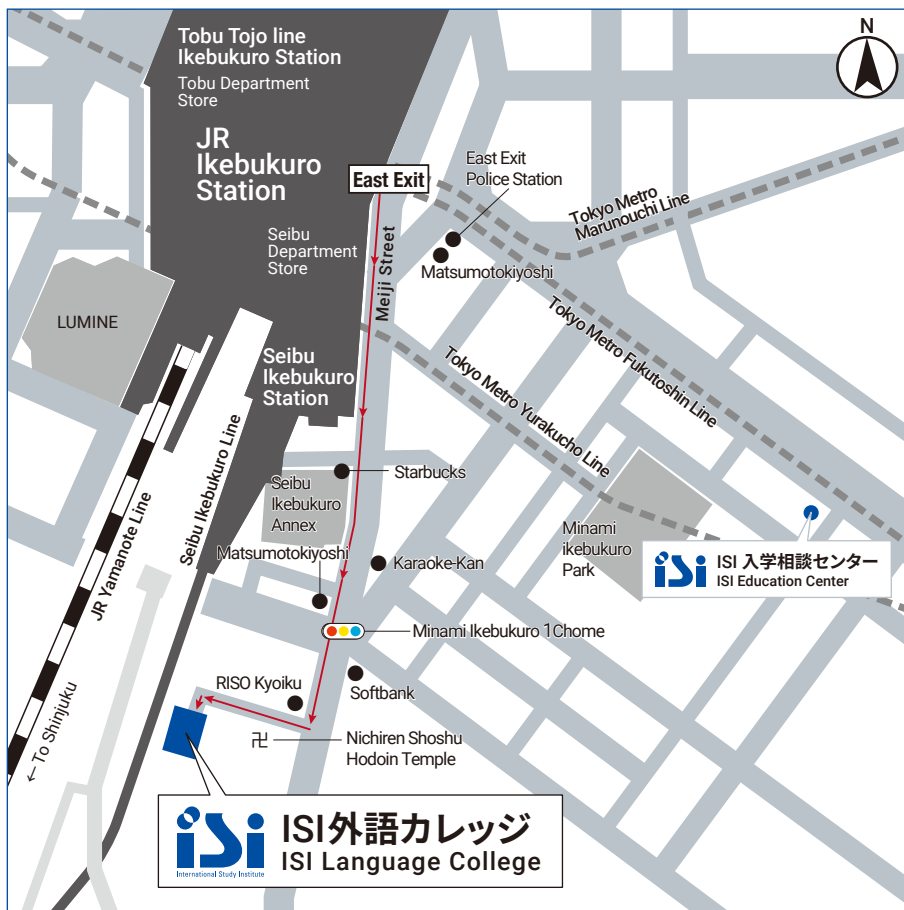 Tobu Tojo line
Ikebukuro Station
Tobu Department
Store
JR
Ikebukuro
Station
N
East Exit
East Exit
Police Station
Tokyo Metro
Marunouchi Line
Seibu
Department
Store
Meiji Street
Matsumotokiyoshi
LUMINE
Tokyo Metro Fukutoshin Line
Seibu
Ikebukuro
Station
Tokyo Metro Yurakucho Line
Starbucks
Seibu
Ikebukuro
Annex
Seibu Ikebukuro Line
JR Yamanote Line
Minami
ikebukuro
Park
iSi
ISI 入学相談センター
ISI Education Center
Matsumotokiyoshi
Karaoke-Kan
Minami Ikebukuro 1Chome
RISO Kyoiku
Softbank
卍 Nichiren Shoshu
Hodoin Temple
← To Shinjuku
iSi
International Study Institute
ISI外語カレッジ
ISI Language College